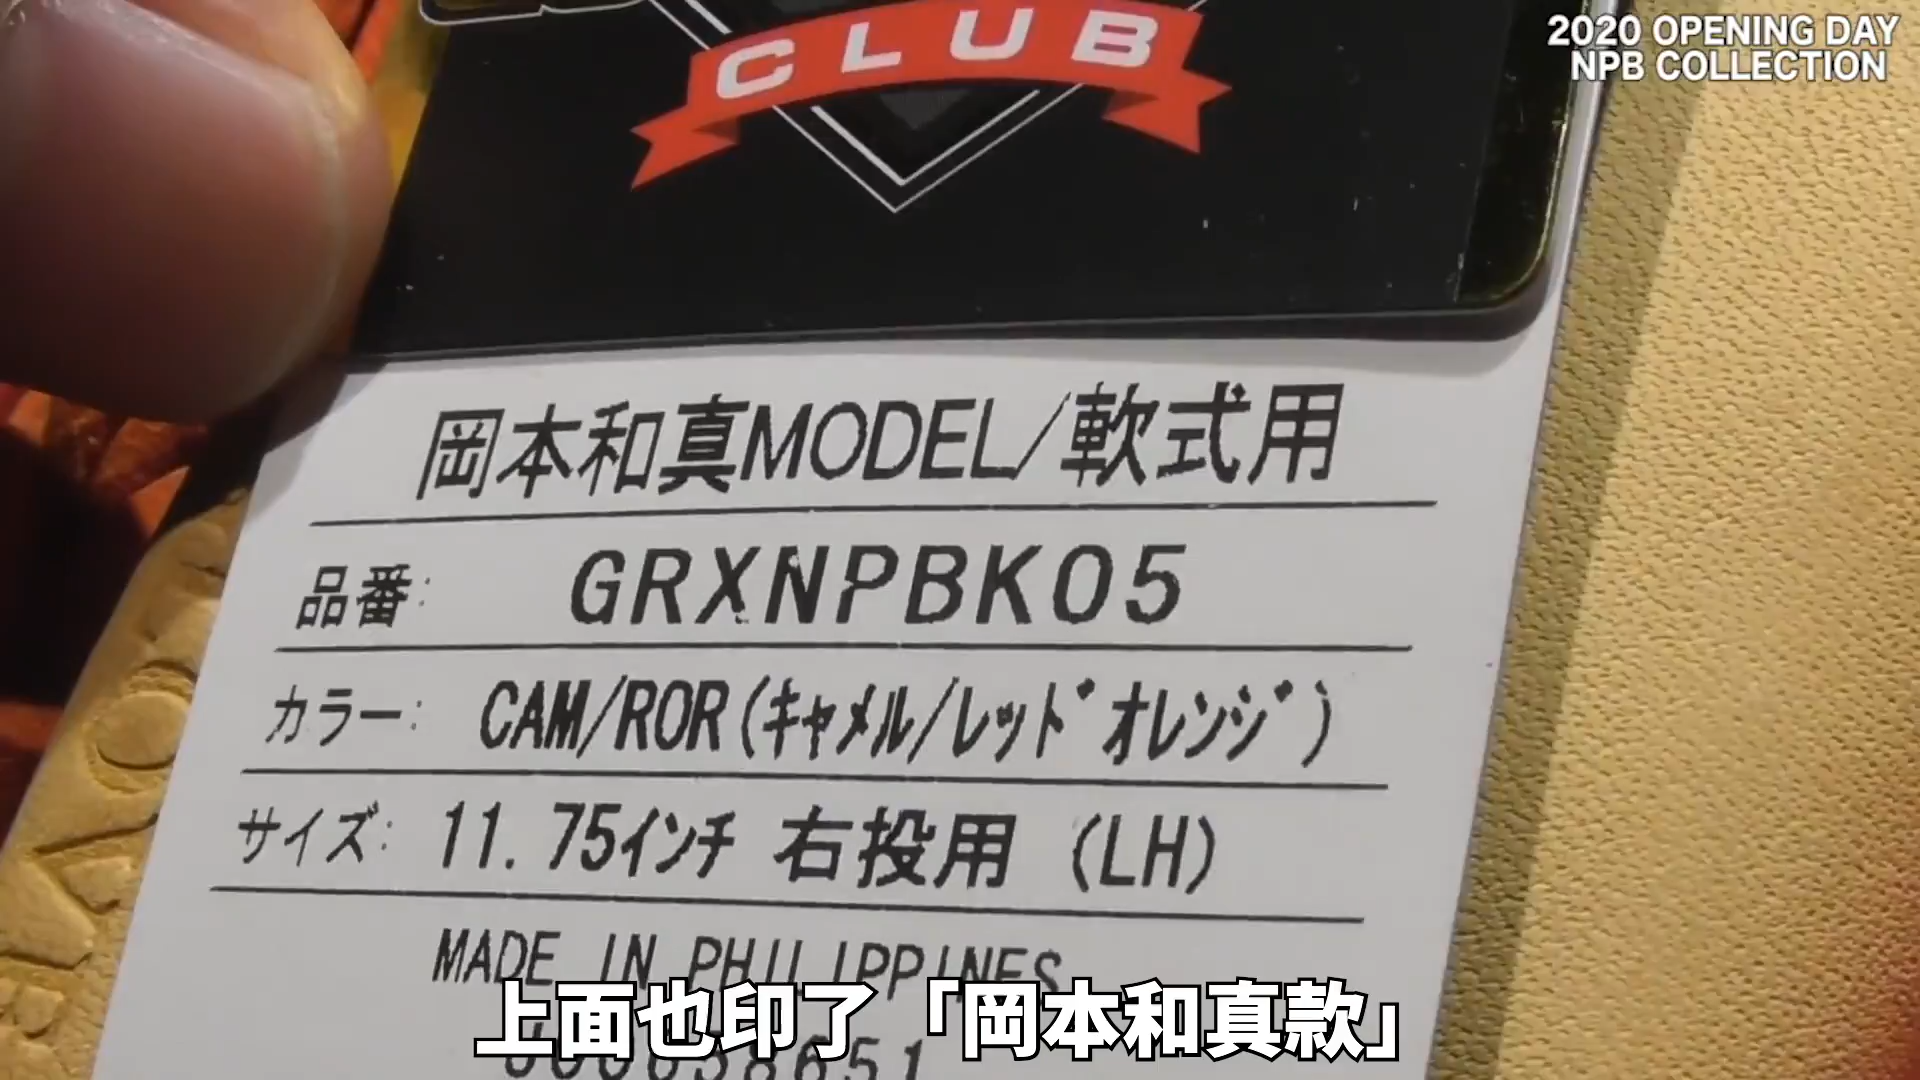 2020 OPENING DAY
NPB COLLECTION
CLUB
岡本和真MODEL/軟式用
品番: GRXNPBK05
カラー: CAM/ROR(キャメル/レッドオレンジ)
サイズ: 11.75インチ 右投用 (LH)
MADE IN PHILIPPINES
上面也印了「岡本和真款」